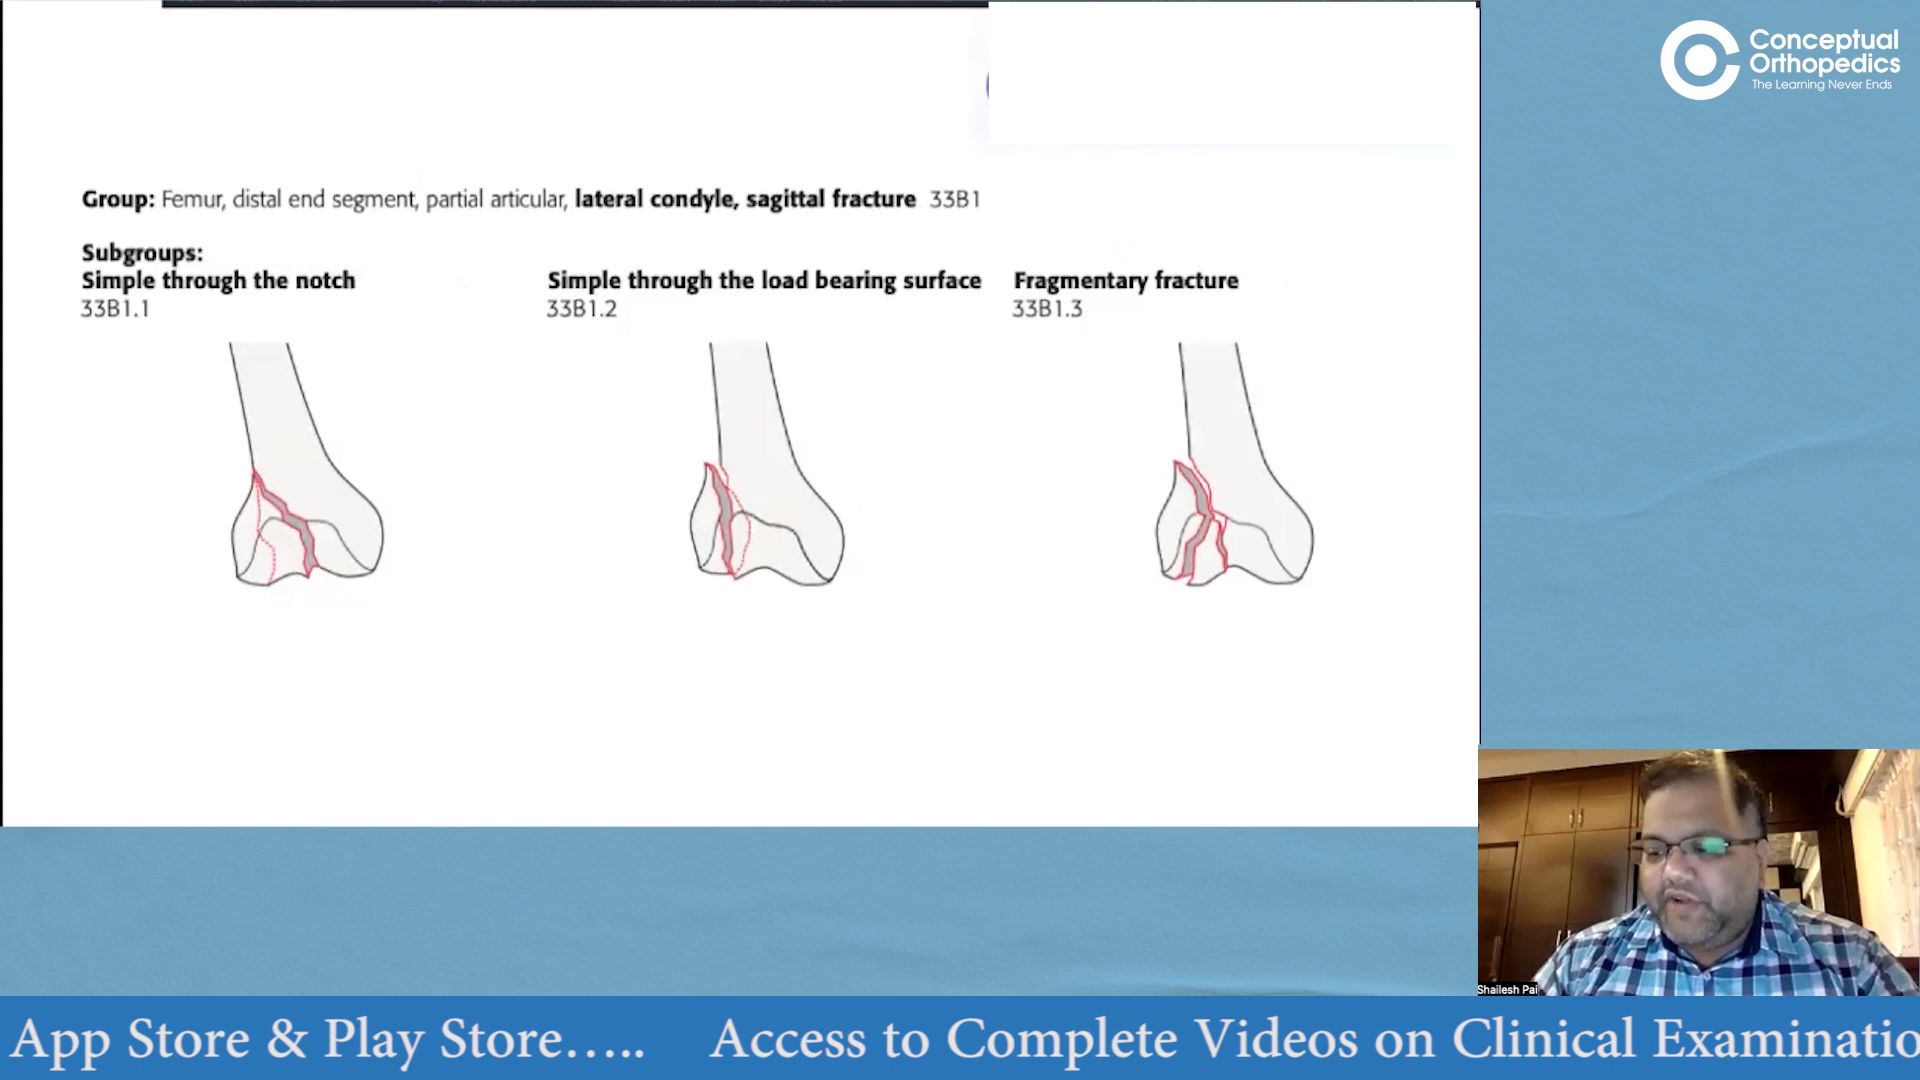 Conceptual
Orthopedics
The Learning Never Ends
Group: Femur, distal end segment, partial articular, lateral condyle, sagittal fracture 33B1
Subgroups:
Simple through the notch
33B1.1
Simple through the load bearing surface
33B1.2
Fragmentary fracture
33B1.3
Shailesh Pai
App Store & Play Store..... Access to Complete Videos on Clinical Examinatio